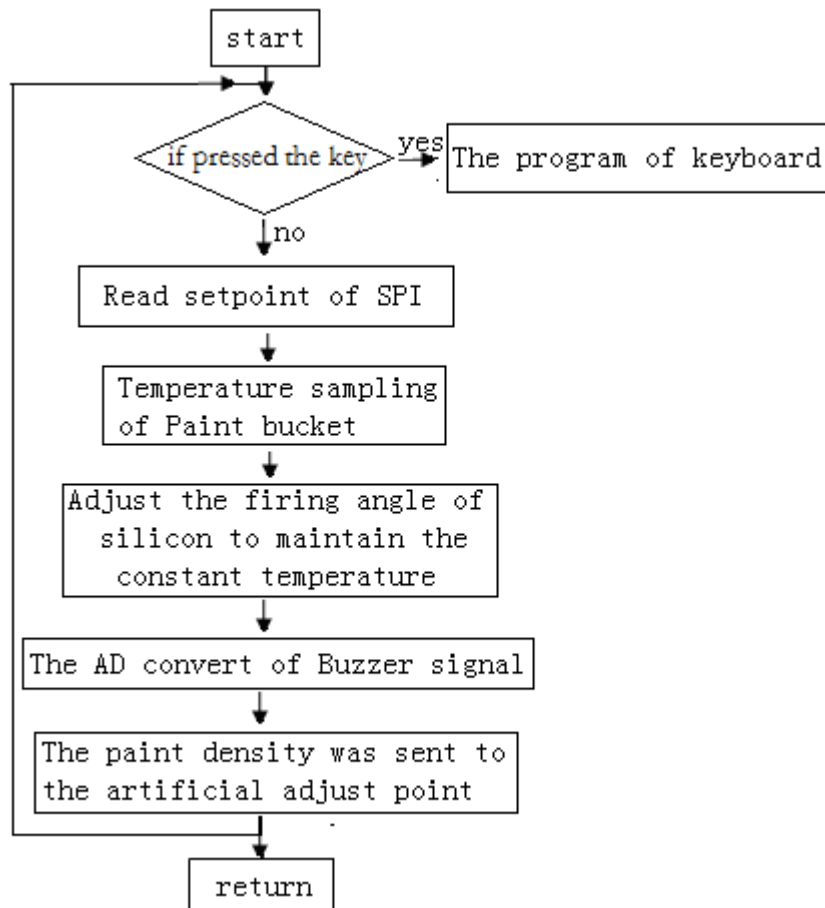 start
if pressed the key
yes
The program of keyboard
no
Read setpoint of SPI
Temperature sampling
of Paint bucket
Adjust the firing angle of
silicon to maintain the
constant temperature
The AD convert of Buzzer signal
The paint density was sent to
the artificial adjust point
return